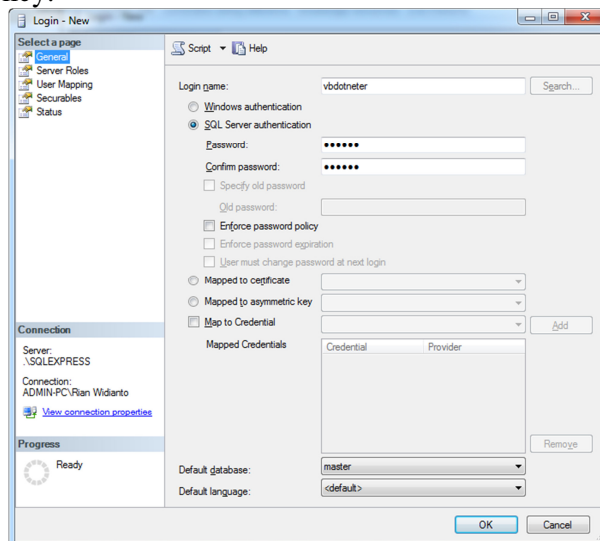 key.
Login - New
Select a page
General
Server Roles
User Mapping
Securables
Status
Script Help
Login name: vbdotneter Search...
Windows authentication
SQL Server authentication
Password: ●●●●●●
Confirm password: ●●●●●●
Specify old password
Old password:
Enforce password policy
Enforce password expiration
User must change password at next login
Mapped to certificate
Mapped to asymmetric key
Map to Credential Add
Mapped Credentials Credential Provider
Remove
Default database: master
Default language: <default>
Connection
Server:
.\SQLEXPRESS
Connection:
ADMIN-PC\Rian Widianto
View connection properties
Progress
Ready
OK Cancel